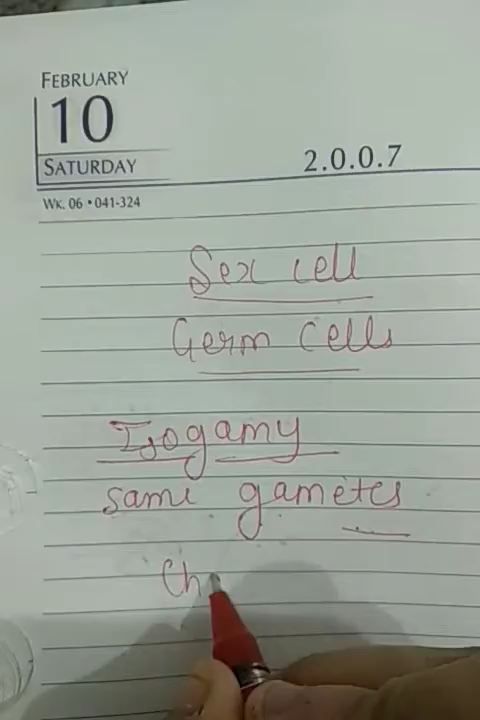 FEBRUARY
10
SATURDAY
2.0.0.7
WK. 06 • 041-324
Sex cell
Germ Cells
Isogamy
same gametes
Ch